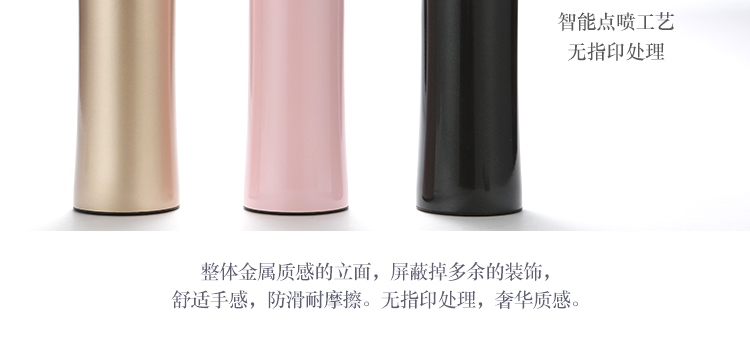 智能点喷工艺
无指印处理
整体金属质感的立面，屏蔽掉多余的装饰，
舒适手感，防滑耐摩擦。无指印处理，奢华质感。